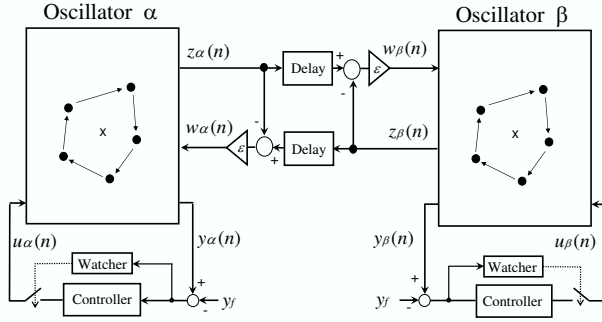 Oscillator α Oscillator β
zα(n) Delay + ε wβ(n)
-
- x x
wα(n) ε + Delay zβ(n)
uα(n) yα(n) yβ(n) uβ(n)
Watcher + + Watcher
Controller - yf yf - Controller